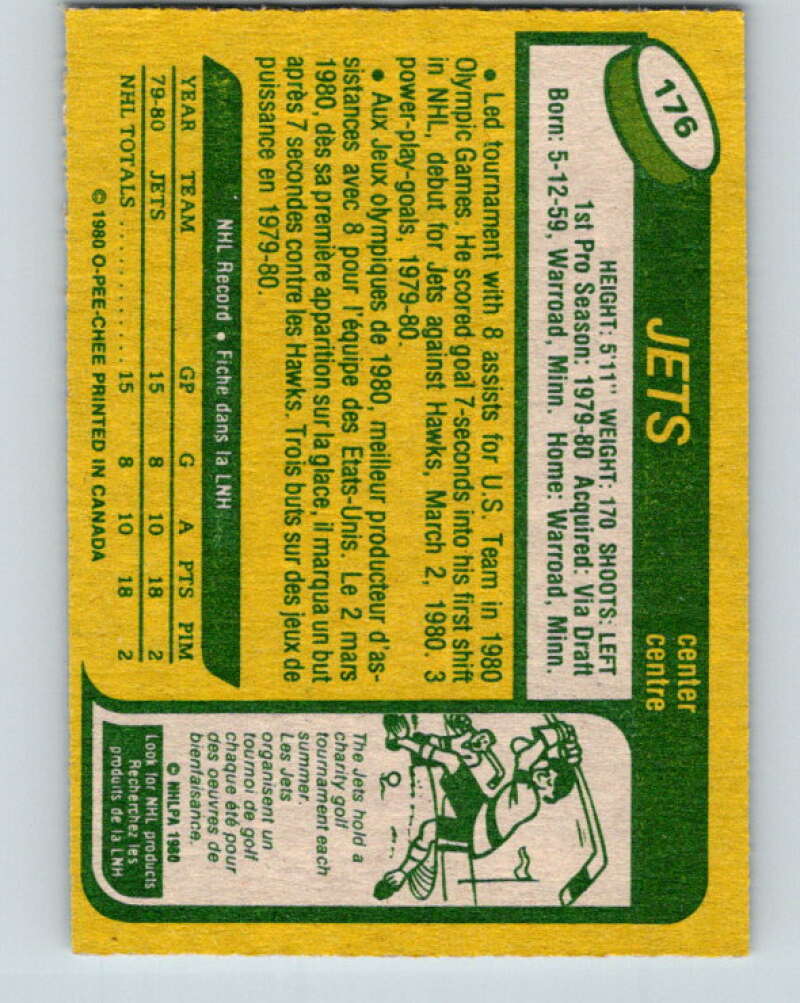 176
JETS
center
centre
HEIGHT: 5'11" WEIGHT: 170 SHOOTS: LEFT
1st Pro Season: 1979-80 Acquired: Via Draft
Born: 5-12-59, Warroad, Minn. Home: Warroad, Minn.
• Led tournament with 8 assists for U.S. Team in 1980
Olympic Games. He scored goal 7-seconds into his first shift
in NHL, debut for Jets against Hawks, March 2, 1980. 3
power-play-goals, 1979-80.
• Aux Jeux olympiques de 1980, meilleur producteur d'as-
sistances avec 8 pour l'équipe des Etats-Unis. Le 2 mars
1980, dès sa première apparition sur la glace, il marqua un but
après 7 secondes contre les Hawks. Trois buts sur des jeux de
puissance en 1979-80.
NHL Record • Fiche dans la LNH
YEAR TEAM GP G A PTS PIM
79-80 JETS 15 8 10 18 2
NHL TOTALS ............ 15 8 10 18 2
© 1980 O-PEE-CHEE PRINTED IN CANADA
The Jets hold a
charity golf
tournament each
summer.
Les Jets
organisent un
tournoi de golf
chaque été pour
des oeuvres de
bienfaisance.
© NHLPA 1980
Look for NHL products
Recherchez les
produits de la LNH